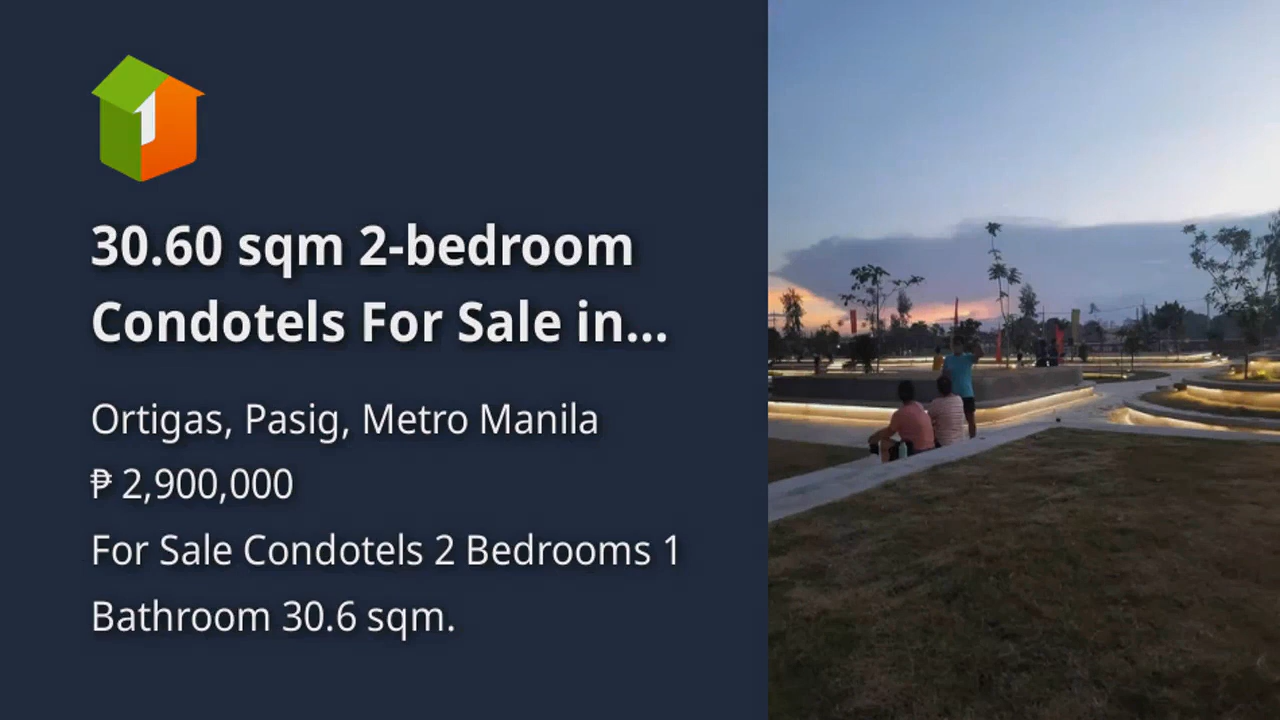 30.60 sqm 2-bedroom
Condotels For Sale in...
Ortigas, Pasig, Metro Manila
₱ 2,900,000
For Sale Condotels 2 Bedrooms 1
Bathroom 30.6 sqm.